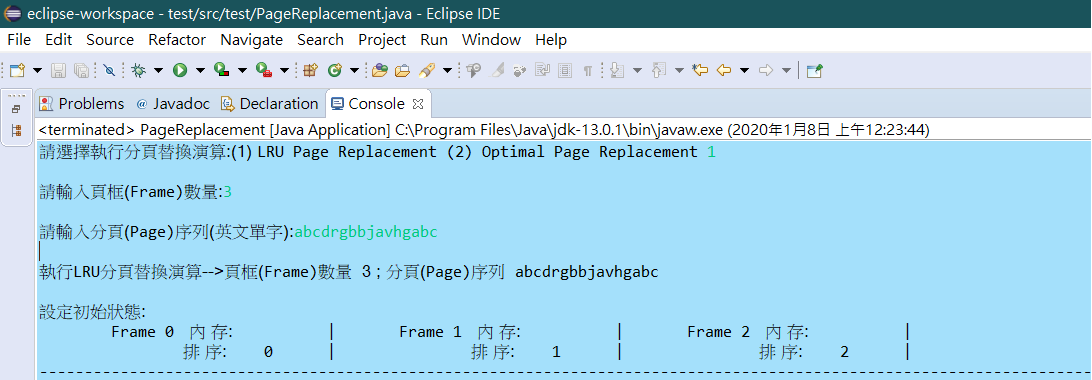 eclipse-workspace - test/src/test/PageReplacement.java - Eclipse IDE
File Edit Source Refactor Navigate Search Project Run Window Help
Problems @ Javadoc Declaration Console
<terminated> PageReplacement [Java Application] C:\Program Files\Java\jdk-13.0.1\bin\javaw.exe (2020年1月8日 上午12:23:44)
請選擇執行分頁替換演算:(1) LRU Page Replacement (2) Optimal Page Replacement 1
請輸入頁框(Frame)數量:3
請輸入分頁(Page)序列(英文單字):abcdrgbbjavhgabc
執行LRU分頁替換演算-->頁框(Frame)數量 3 ; 分頁(Page)序列 abcdrgbbjavhgabc
設定初始狀態:
Frame 0 內 存: | Frame 1 內 存: | Frame 2 內 存: |
排 序: 0 | 排 序: 1 | 排 序: 2 |